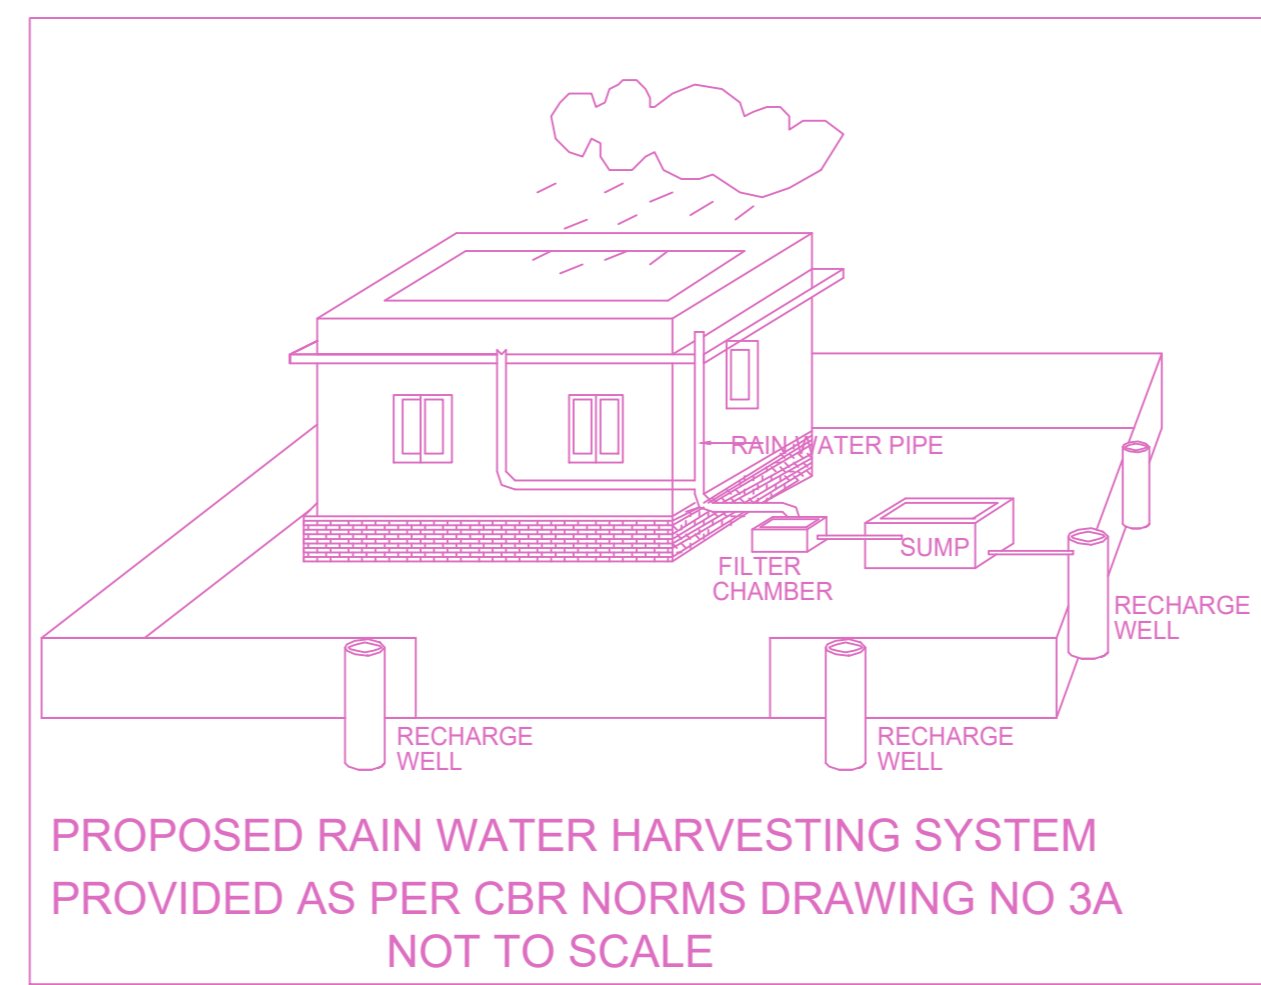 RAIN WATER PIPE
SUMP
FILTER
CHAMBER
RECHARGE
WELL
RECHARGE
WELL
RECHARGE
WELL
PROPOSED RAIN WATER HARVESTING SYSTEM
PROVIDED AS PER CBR NORMS DRAWING NO 3A
NOT TO SCALE